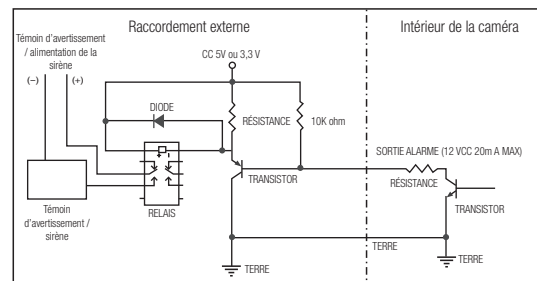 Raccordement externe
Intérieur de la caméra
Témoin d'avertissement
/ alimentation de la
sirène
(−)
(+)
CC 5V ou 3,3 V
DIODE
RÉSISTANCE
10K ohm
SORTIE ALARME (12 VCC 20m A MAX)
RÉSISTANCE
TRANSISTOR
TRANSISTOR
RELAIS
Témoin
d'avertissement /
sirène
TERRE
TERRE
TERRE